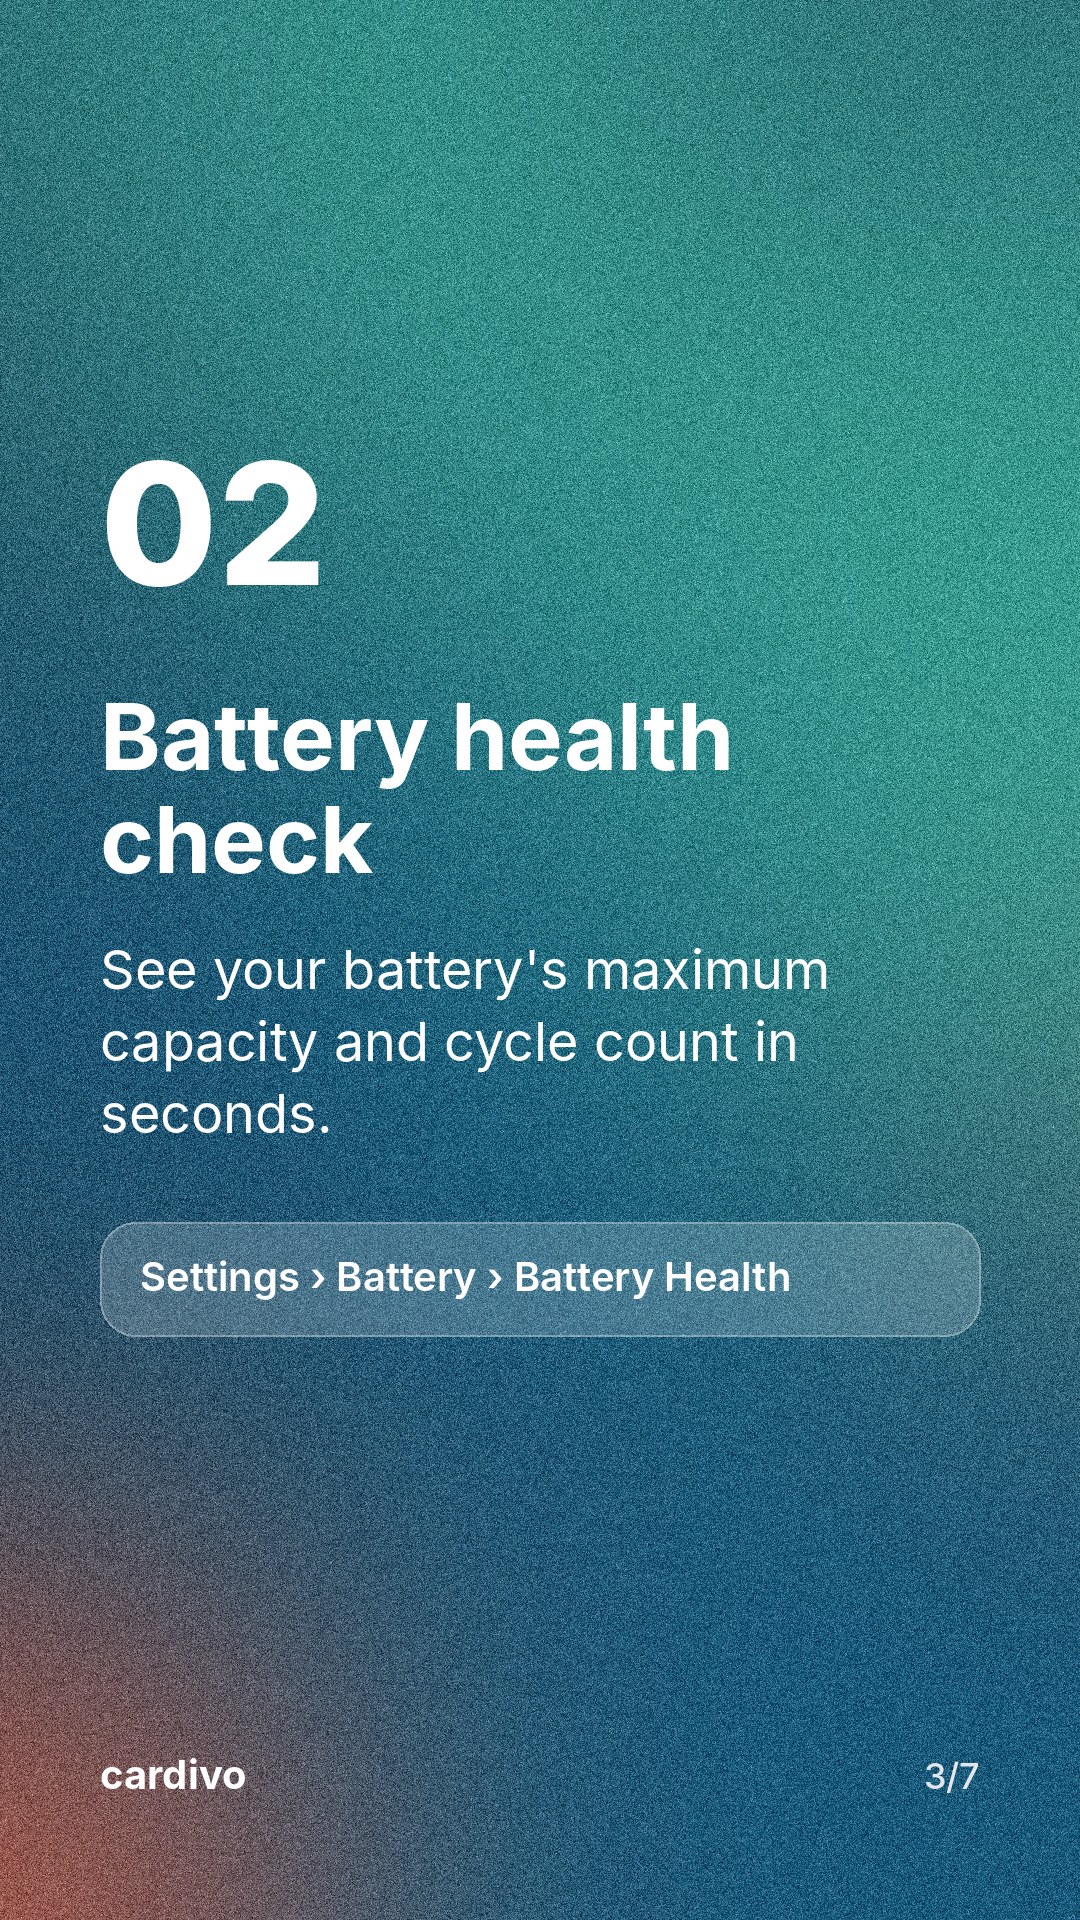 02
Battery health
check
See your battery's maximum
capacity and cycle count in
seconds.
Settings › Battery › Battery Health
cardivo
3/7